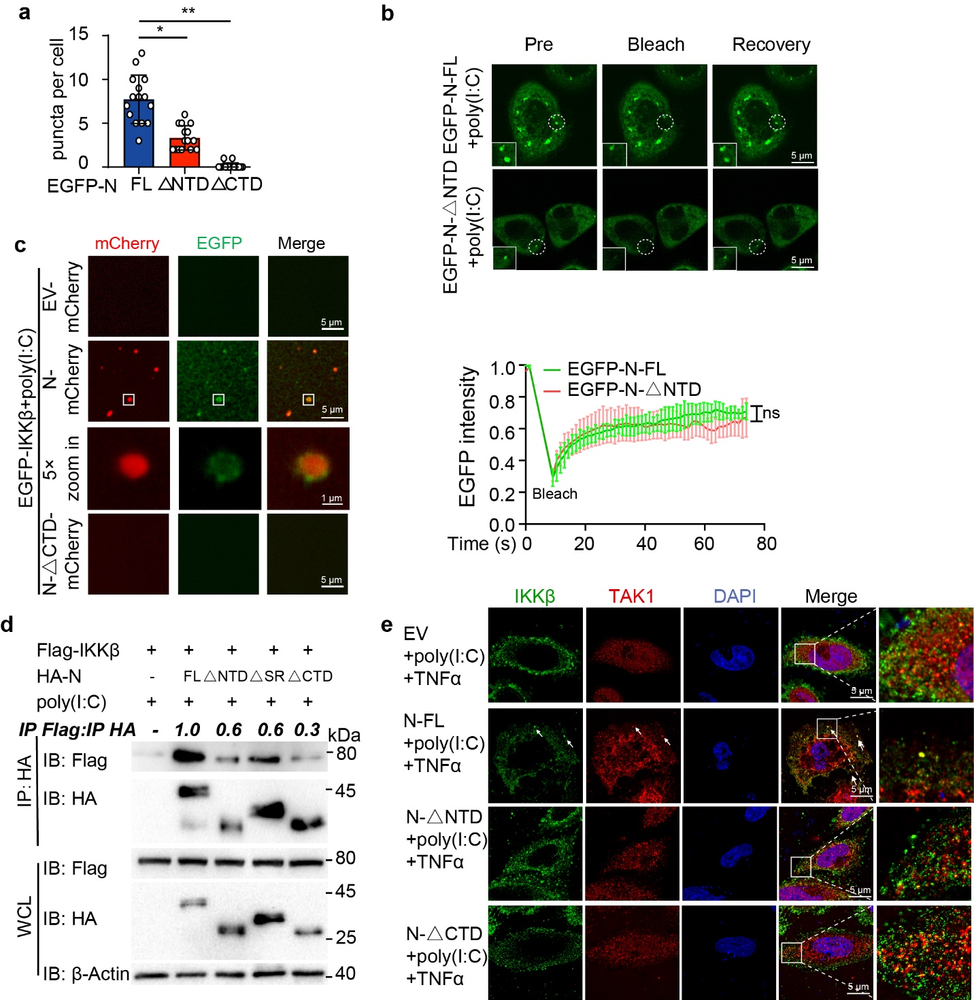 a
**
*
15
10
5
0
puncta per cell
EGFP-N FL △NTD △CTD
b
Pre Bleach Recovery
EGFP-N-FL
+poly(I:C)
5 µm
EGFP-N-△NTD
+poly(I:C)
5 µm
1.0
0.8
0.6
0.4
0.2
0.0
EGFP intensity
EGFP-N-FL
EGFP-N-△NTD
ns
Bleach
Time (s) 0 20 40 60 80
c
mCherry EGFP Merge
EGFP-IKKβ+poly(I:C)
EV-
mCherry
5 µm
N-
mCherry
5 µm
5×
zoom in
1 µm
N-△CTD-
mCherry
5 µm
d
Flag-IKKβ + + + + +
HA-N - FL △NTD △SR △CTD
poly(I:C) + + + + +
IP Flag:IP HA - 1.0 0.6 0.6 0.3 kDa
IP: HA
IB: Flag 80
IB: HA 45
WCL
IB: Flag 80
45
IB: HA
25
IB: β-Actin 40
e
IKKβ TAK1 DAPI Merge
EV
+poly(I:C)
+TNFα
5 µm
N-FL
+poly(I:C)
+TNFα
5 µm
N-△NTD
+poly(I:C)
+TNFα
5 µm
N-△CTD
+poly(I:C)
+TNFα
5 µm